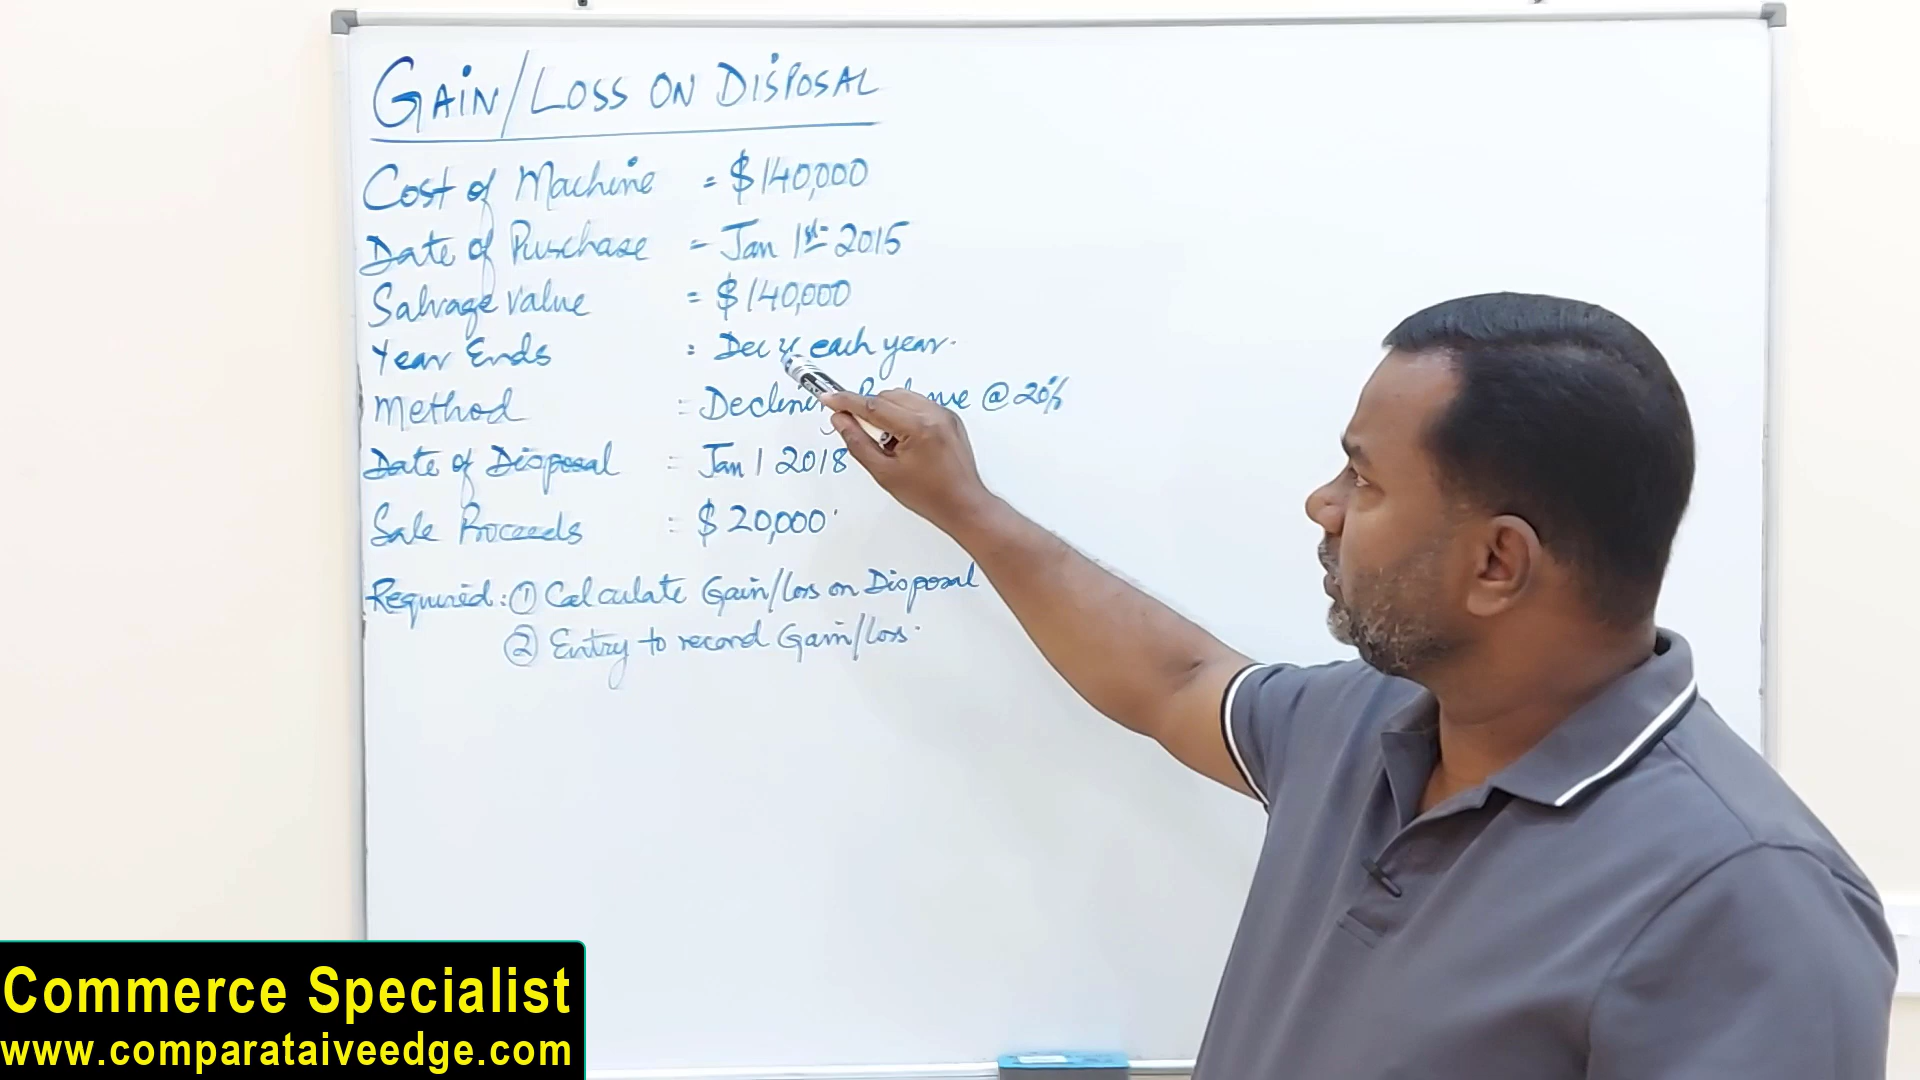 GAIN/LOSS ON DISPOSAL
Cost of Machine = $140,000
Date of Purchase = Jan 1st 2015
Salvage value = $140,000
Year Ends : Dec each year.
Method : Declining @ 20%
Date of Disposal : Jan 1 2018
Sale Proceeds : $20,000
Required: ① Calculate Gain/Loss on Disposal
② Entry to record Gain/Loss.
Commerce Specialist
www.comparataiveedge.com